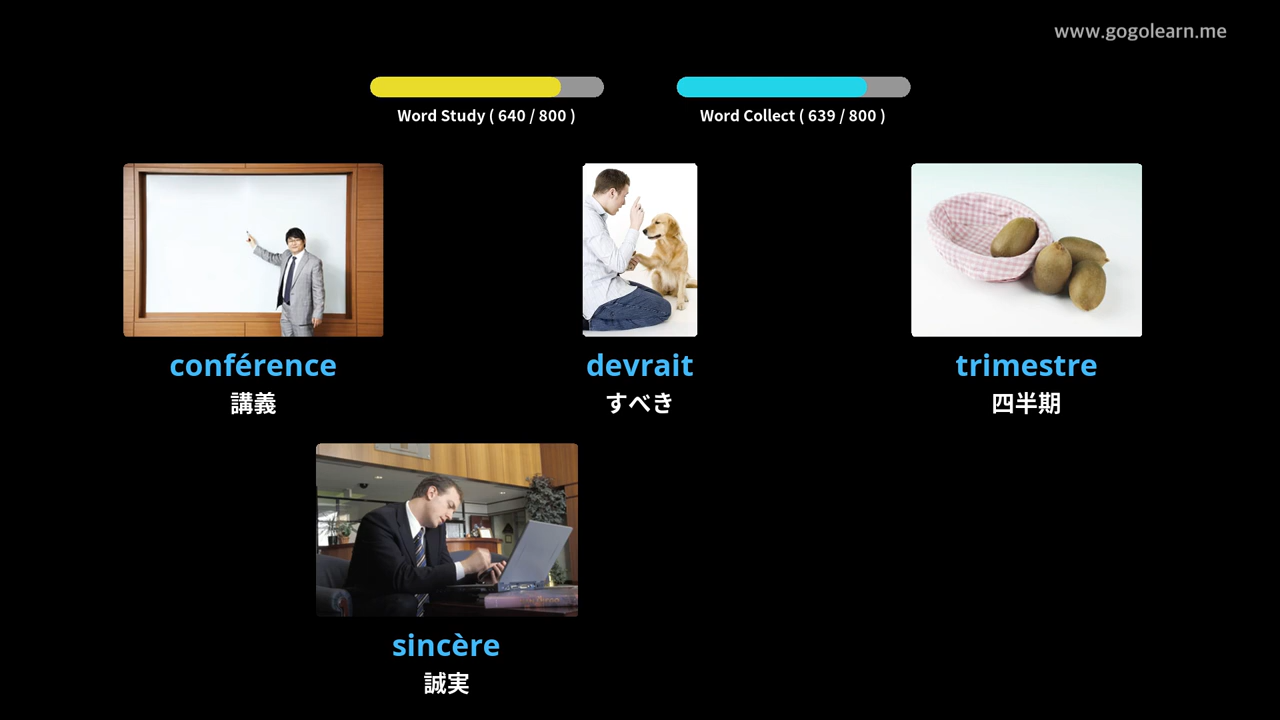 www.gogolearn.me
Word Study ( 640 / 800 )
Word Collect ( 639 / 800 )
conférence
講義
devrait
すべき
trimestre
四半期
sincère
誠実